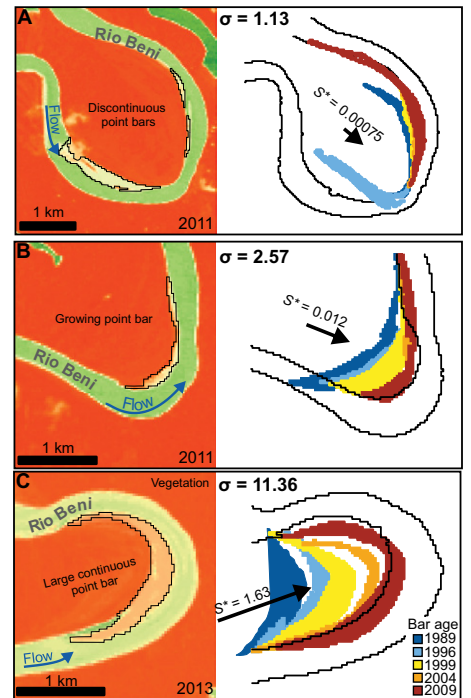 A
Rio Beni
Flow
Discontinuous
point bars
1 km
2011
σ = 1.13
S* = 0.00075
B
Growing point bar
Rio Beni
Flow
1 km
2011
σ = 2.57
S* = 0.012
C
Vegetation
Rio Beni
Large continuous
point bar
Flow
1 km
2013
σ = 11.36
S* = 1.63
Bar age
1989
1996
1999
2004
2009